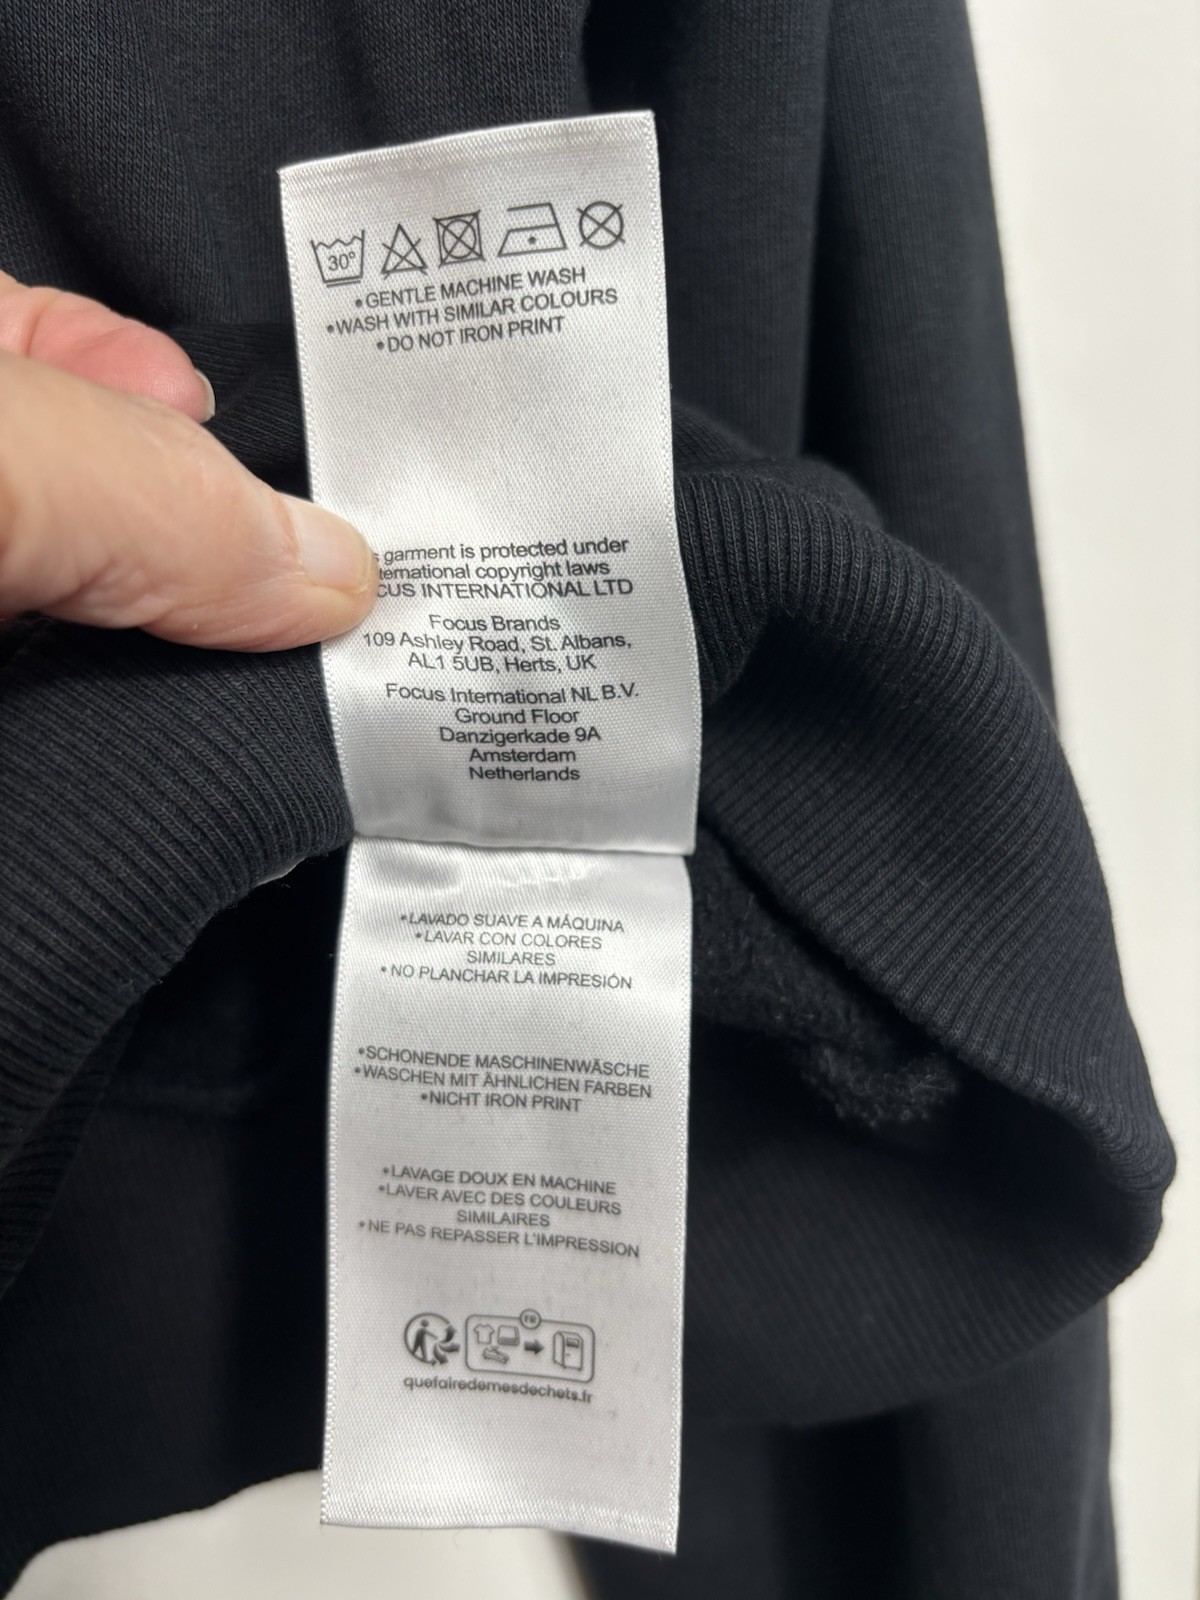 30°
•GENTLE MACHINE WASH
•WASH WITH SIMILAR COLOURS
•DO NOT IRON PRINT
garment is protected under
copyright laws
INTERNATIONAL LTD
Focus Brands
109 Ashley Road, St. Albans,
AL1 5UB, Herts, UK
Focus International NL B.V.
Ground Floor
Danzigerkade 9A
Amsterdam
Netherlands
•LAVADO SUAVE A MÁQUINA
•LAVAR CON COLORES
SIMILARES
•NO PLANCHAR LA IMPRESIÓN
•SCHONENDE MASCHINENWÄSCHE
•WASCHEN MIT ÄHNLICHEN FARBEN
•NICHT IRON PRINT
•LAVAGE DOUX EN MACHINE
•LAVER AVEC DES COULEURS
SIMILAIRES
•NE PAS REPASSER L'IMPRESSION
FR
quefairedemesdechets.fr